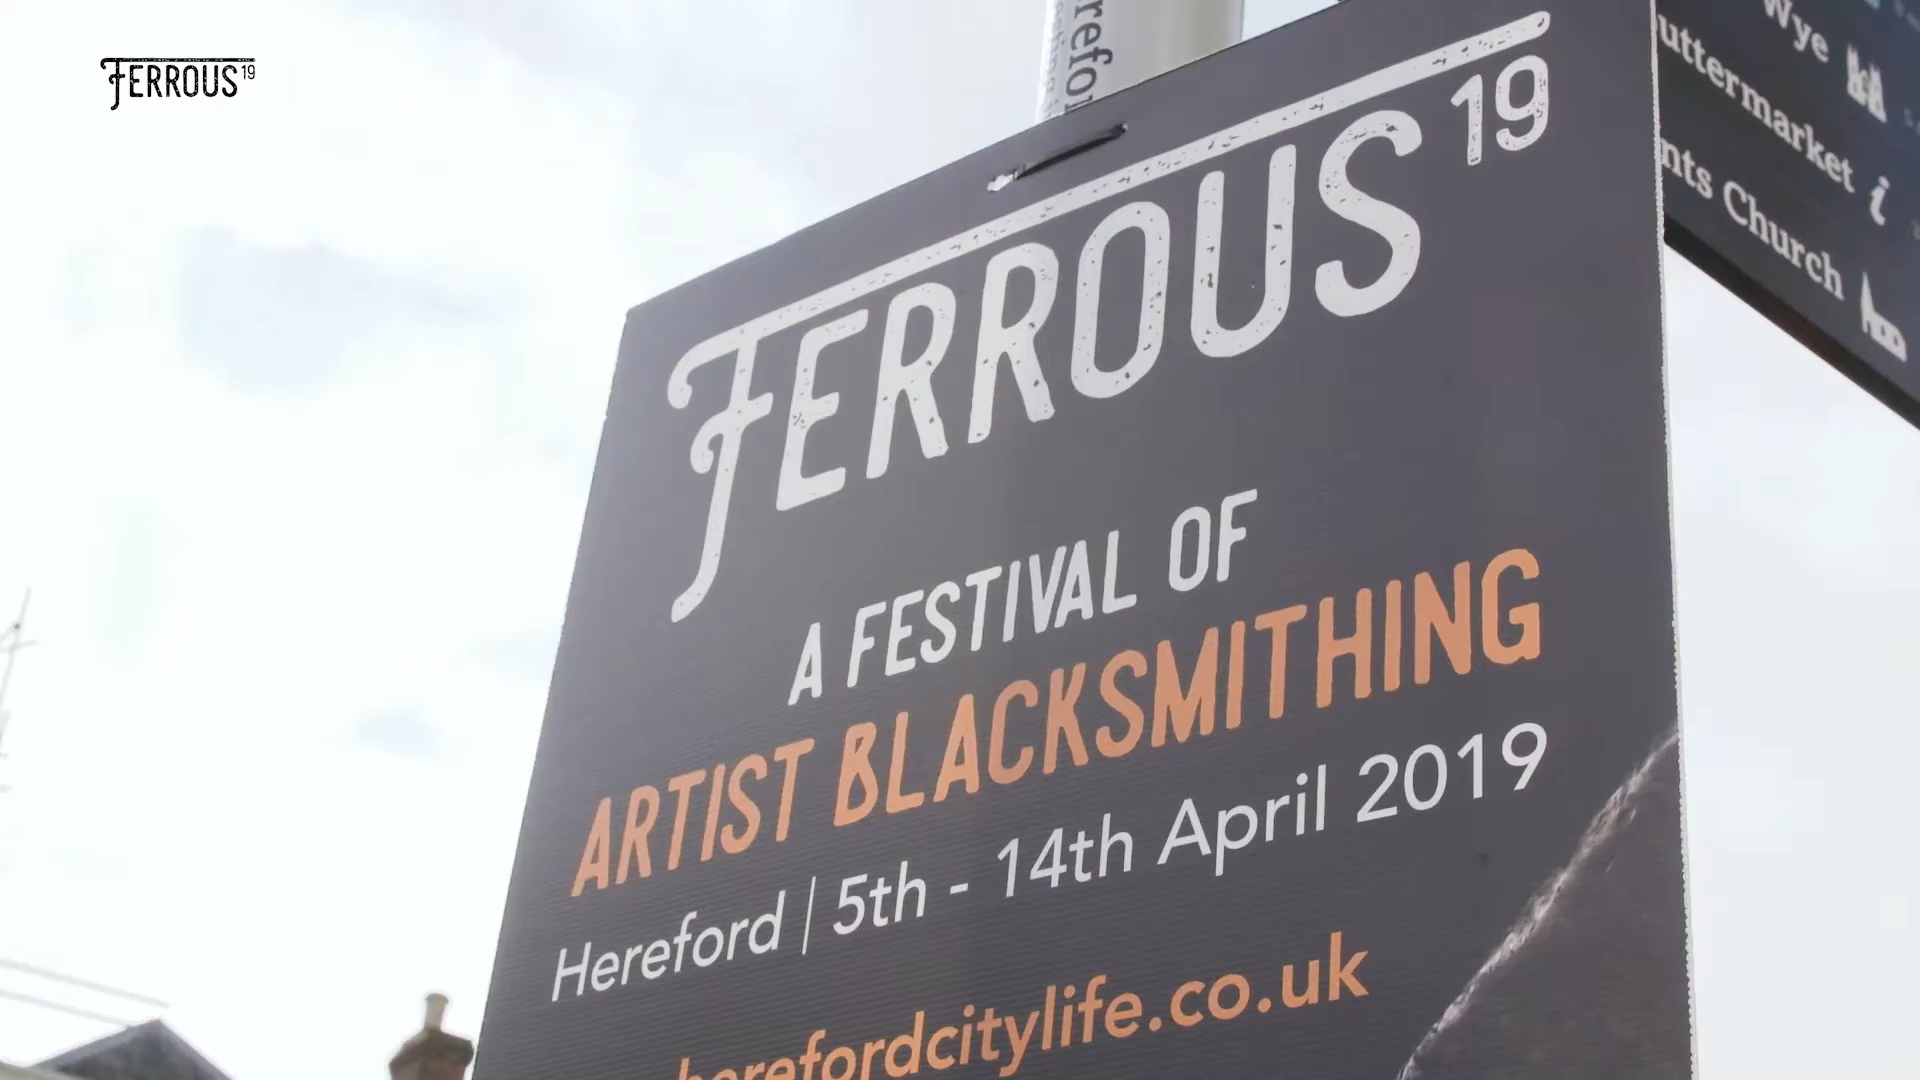 FERROUS19
FERROUS19
A FESTIVAL OF
ARTIST BLACKSMITHING
Hereford | 5th - 14th April 2019
herefordcitylife.co.uk
Wye
uttermarket i
nts Church